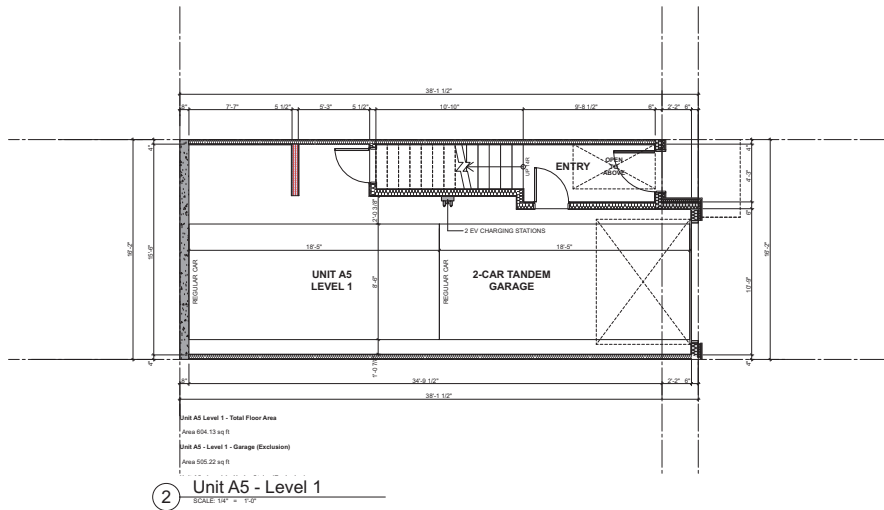 38'-1 1/2"
8"
7'-7"
5 1/2"
5'-3"
5 1/2"
10'-10"
9'-8 1/2"
6"
2'-2"
6"
4"
4"
UP 14R
ENTRY
OPEN
TO
ABOVE
4'-3"
6"
2'-0 3/8"
2 EV CHARGING STATIONS
16'-2"
15'-6"
18'-5"
18'-5"
16'-2"
REGULAR CAR
UNIT A5
LEVEL 1
8'-6"
REGULAR CAR
2-CAR TANDEM
GARAGE
10'-9"
4"
1'-0 7/8"
4"
8"
34'-9 1/2"
2'-2"
6"
38'-1 1/2"
Unit A5 Level 1 - Total Floor Area
Area 604.13 sq ft
Unit A5 - Level 1 - Garage (Exclusion)
Area 505.22 sq ft
2
Unit A5 - Level 1
SCALE: 1/4" = 1'-0"